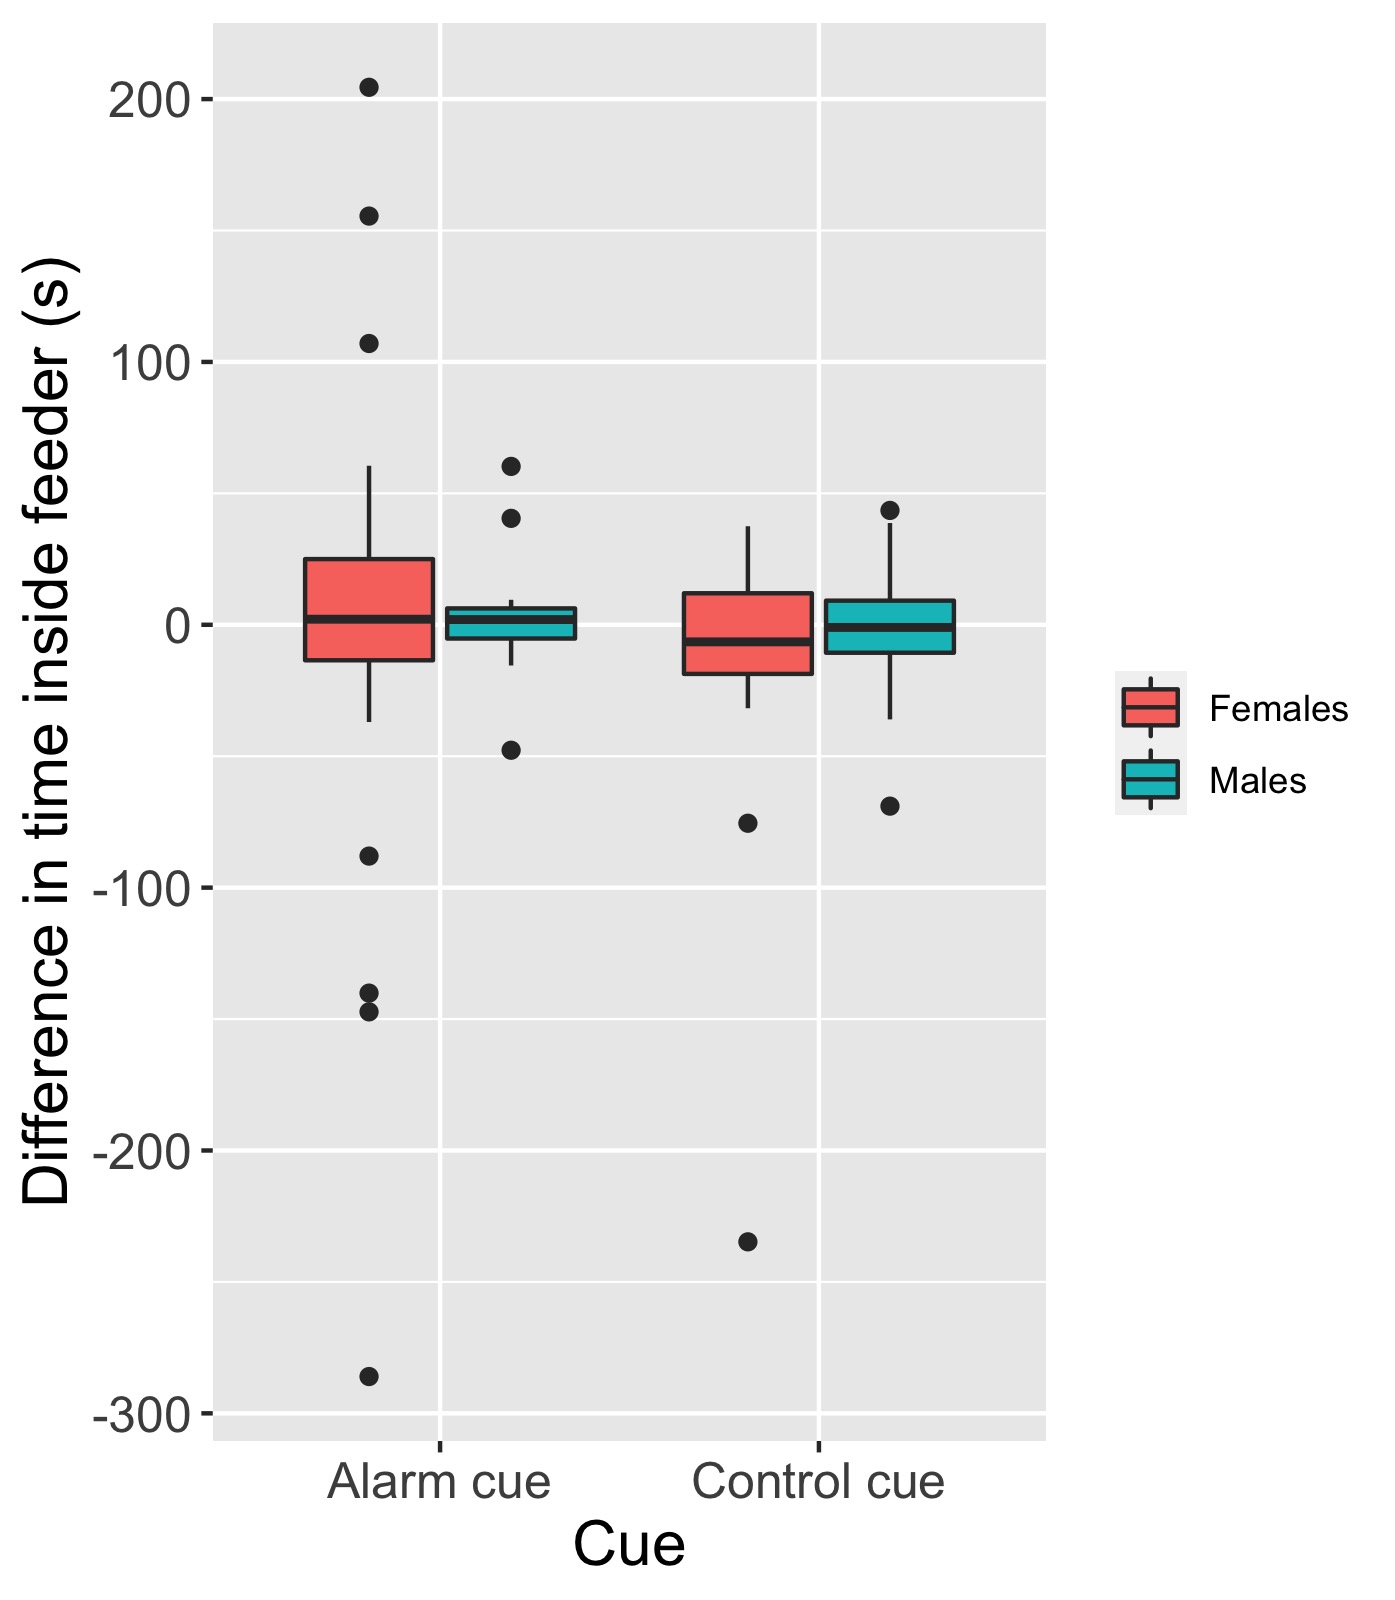 Difference in time inside feeder (s)
200
100
0
-100
-200
-300
Alarm cue
Control cue
Cue
Females
Males